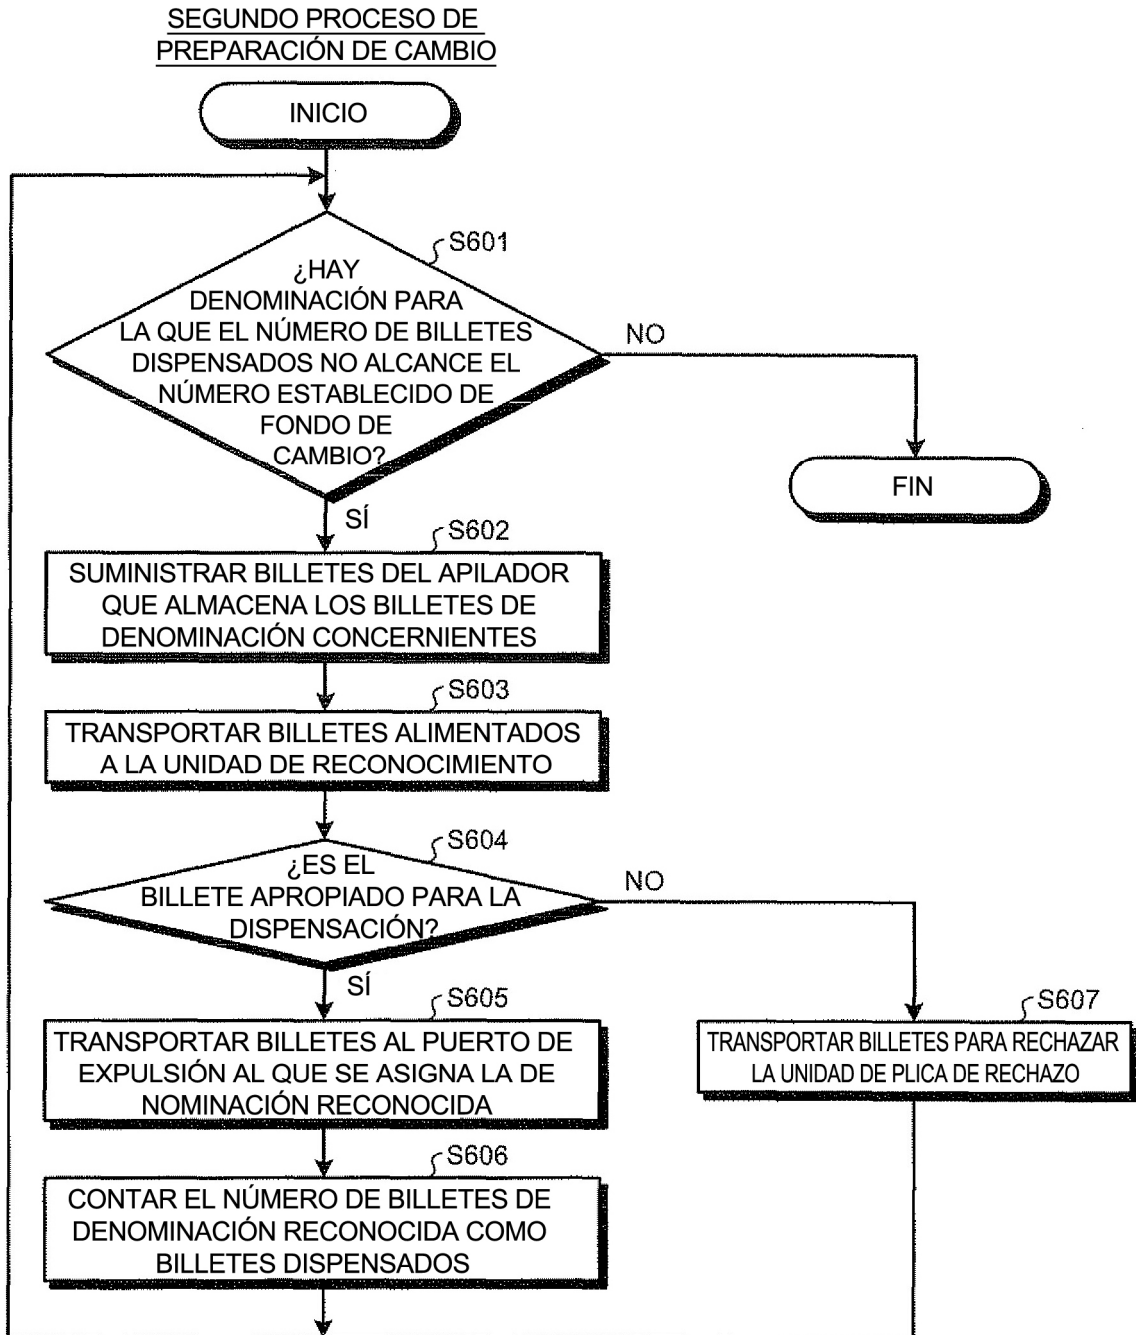 SEGUNDO PROCESO DE
PREPARACIÓN DE CAMBIO
INICIO
S601
¿HAY
DENOMINACIÓN PARA
LA QUE EL NÚMERO DE BILLETES
DISPENSADOS NO ALCANCE EL
NÚMERO ESTABLECIDO DE
FONDO DE
CAMBIO?
NO
FIN
SÍ
S602
SUMINISTRAR BILLETES DEL APILADOR
QUE ALMACENA LOS BILLETES DE
DENOMINACIÓN CONCERNIENTES
S603
TRANSPORTAR BILLETES ALIMENTADOS
A LA UNIDAD DE RECONOCIMIENTO
S604
¿ES EL
BILLETE APROPIADO PARA LA
DISPENSACIÓN?
NO
SÍ
S605
TRANSPORTAR BILLETES AL PUERTO DE
EXPULSIÓN AL QUE SE ASIGNA LA DE
NOMINACIÓN RECONOCIDA
S607
TRANSPORTAR BILLETES PARA RECHAZAR
LA UNIDAD DE PLICA DE RECHAZO
S606
CONTAR EL NÚMERO DE BILLETES DE
DENOMINACIÓN RECONOCIDA COMO
BILLETES DISPENSADOS